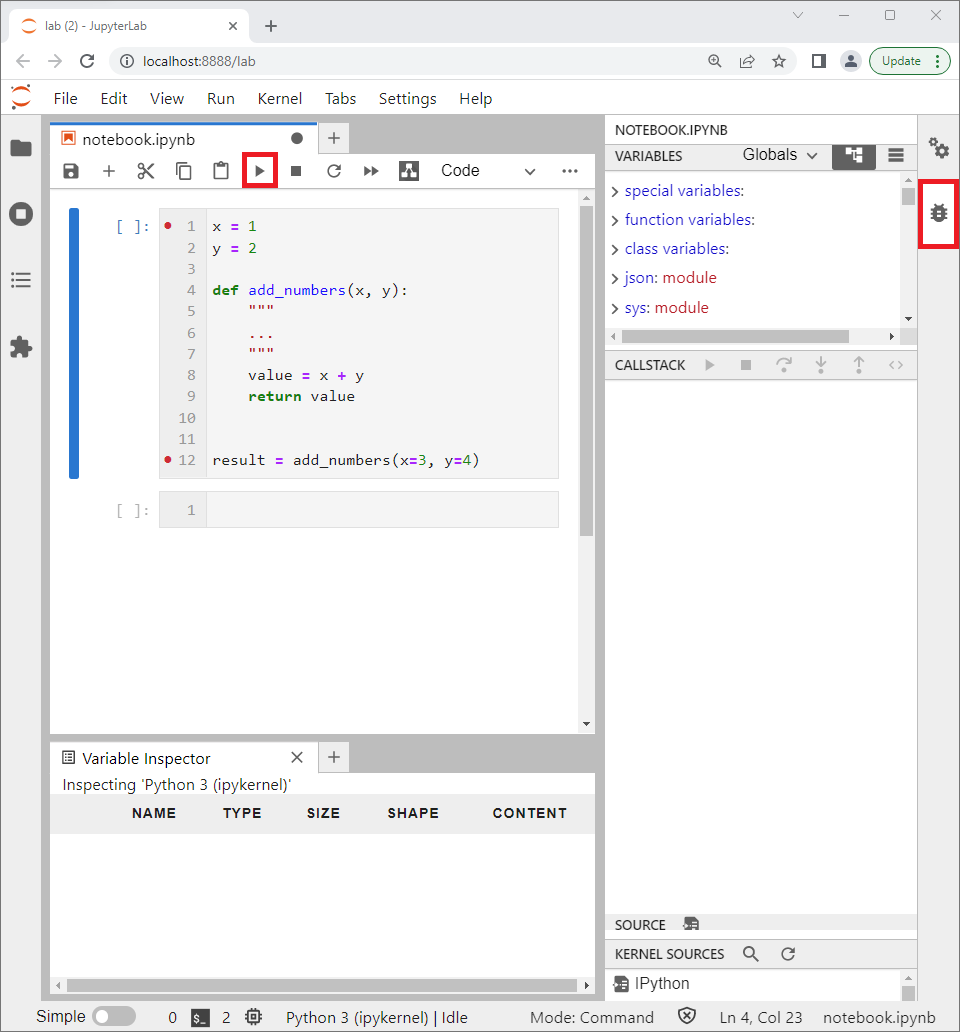 lab (2) - JupyterLab
localhost:8888/lab
Update
File Edit View Run Kernel Tabs Settings Help
notebook.ipynb
Code
[ ]:
1 x = 1
2 y = 2
3
4 def add_numbers(x, y):
5     """
6     ...
7     """
8     value = x + y
9     return value
10
11
12 result = add_numbers(x=3, y=4)
[ ]:
1
NOTEBOOK.IPYNB
VARIABLES Globals
special variables:
function variables:
class variables:
json: module
sys: module
CALLSTACK
Variable Inspector
Inspecting 'Python 3 (ipykernel)'
NAME TYPE SIZE SHAPE CONTENT
SOURCE
KERNEL SOURCES
IPython
Simple 0 $_ 2 Python 3 (ipykernel) | Idle Mode: Command Ln 4, Col 23 notebook.ipynb